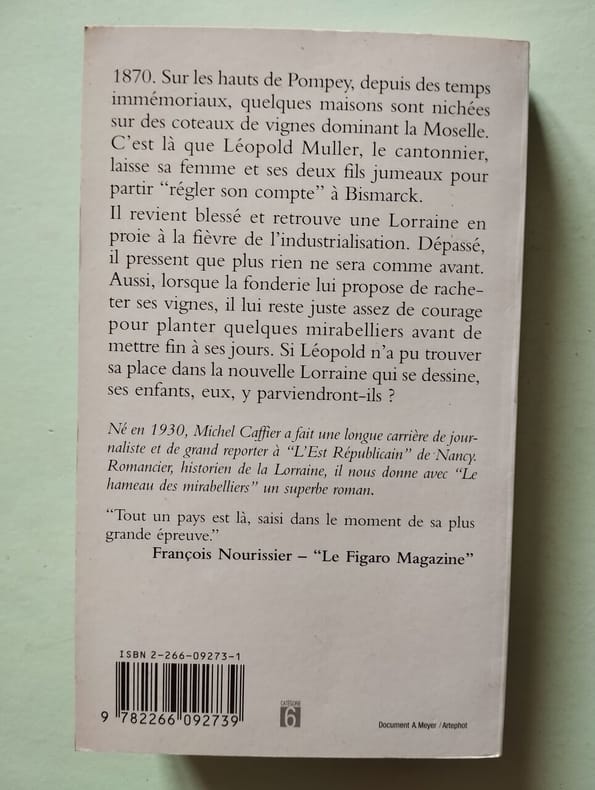 1870. Sur les hauts de Pompey, depuis des temps
immémoriaux, quelques maisons sont nichées
sur des coteaux de vignes dominant la Moselle.
C'est là que Léopold Muller, le cantonnier,
laisse sa femme et ses deux fils jumeaux pour
partir “régler son compte” à Bismarck.
Il revient blessé et retrouve une Lorraine en
proie à la fièvre de l'industrialisation. Dépassé,
il pressent que plus rien ne sera comme avant.
Aussi, lorsque la fonderie lui propose de rache-
ter ses vignes, il lui reste juste assez de courage
pour planter quelques mirabelliers avant de
mettre fin à ses jours. Si Léopold n'a pu trouver
sa place dans la nouvelle Lorraine qui se dessine,
ses enfants, eux, y parviendront-ils ?
Né en 1930, Michel Caffier a fait une longue carrière de jour-
naliste et de grand reporter à “L'Est Républicain” de Nancy.
Romancier, historien de la Lorraine, il nous donne avec “Le
hameau des mirabelliers” un superbe roman.
“Tout un pays est là, saisi dans le moment de sa plus
grande épreuve.”
François Nourissier – “Le Figaro Magazine”
ISBN 2-266-09273-1
9 782266 092739
CATÉGORIE
6
Document A. Meyer / Artephot